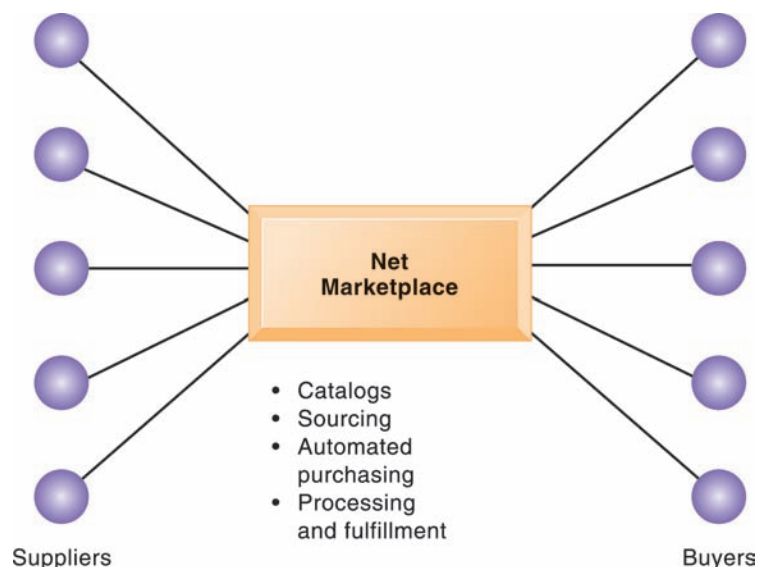 Net
Marketplace
• Catalogs
• Sourcing
• Automated
purchasing
• Processing
and fulfillment
Suppliers
Buyers